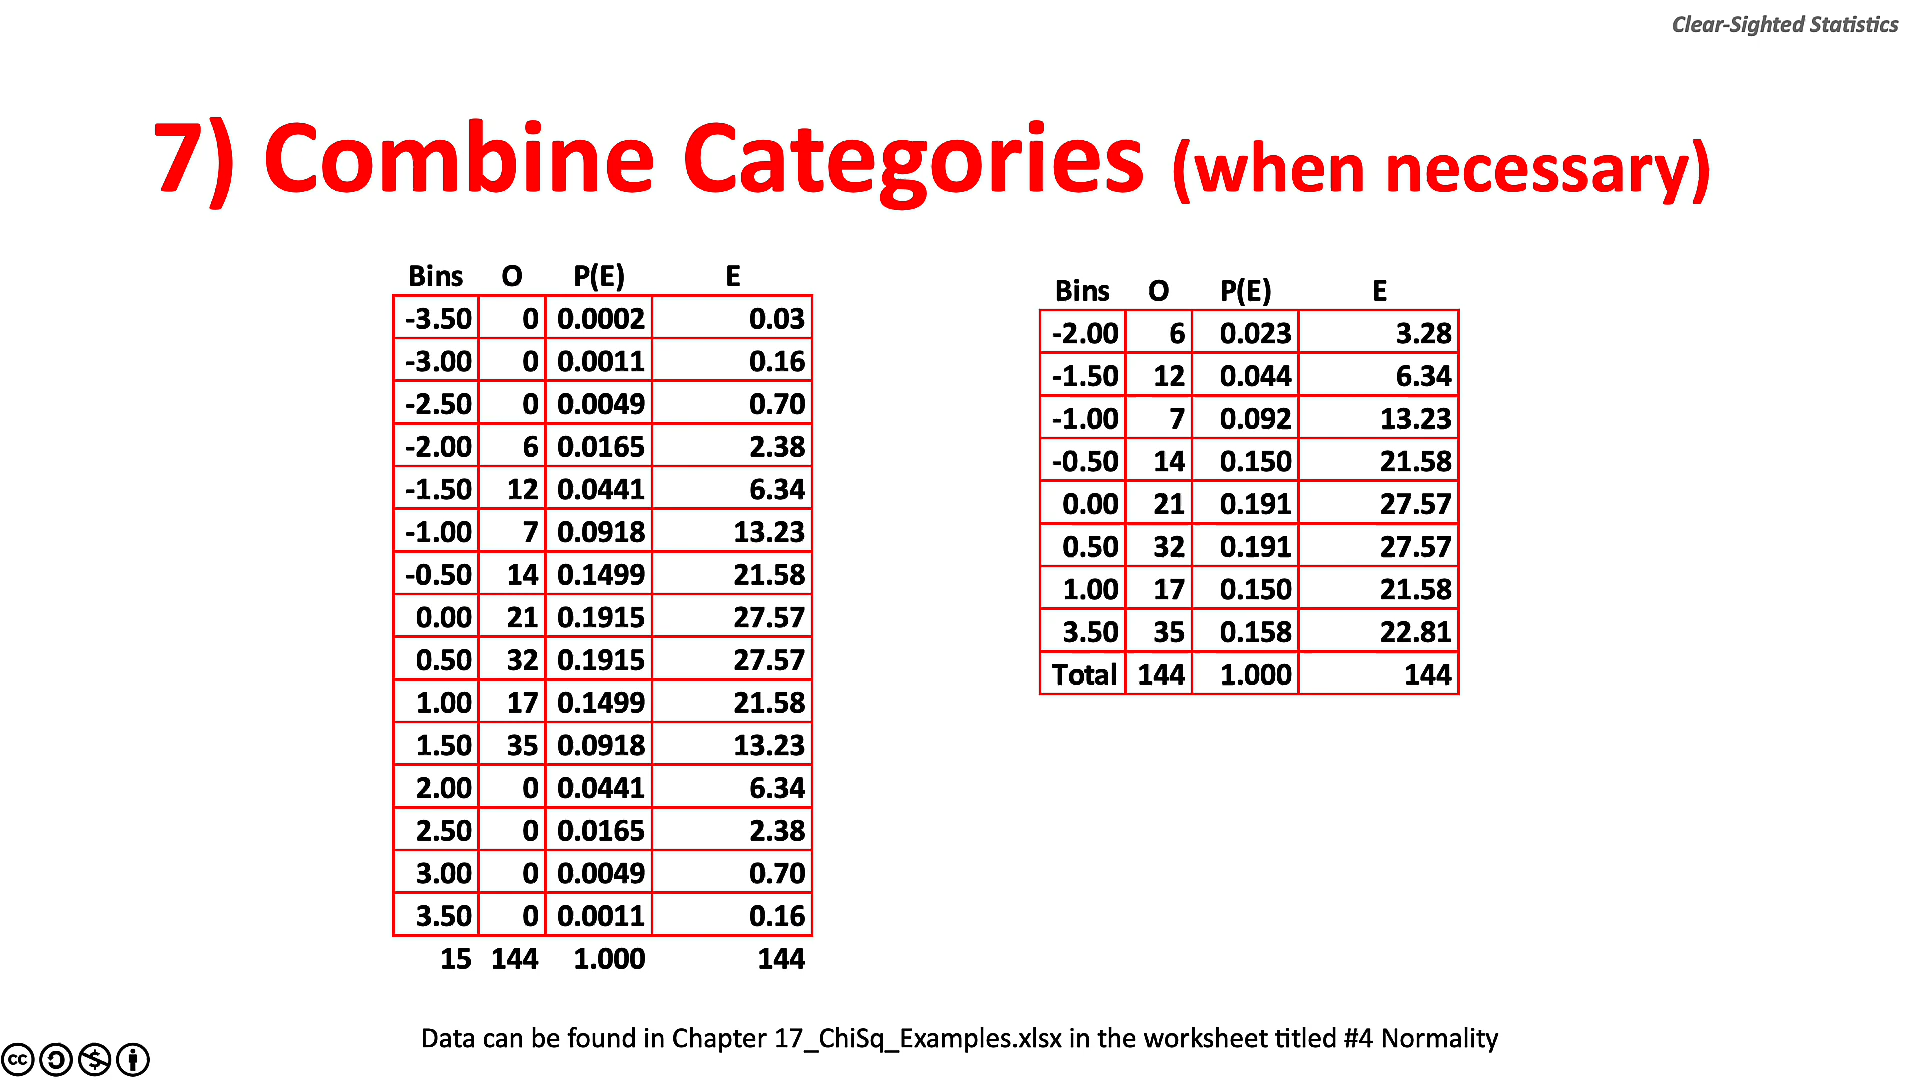 Clear-Sighted Statistics
7) Combine Categories (when necessary)
Bins O P(E) E
-3.50 0 0.0002 0.03
-3.00 0 0.0011 0.16
-2.50 0 0.0049 0.70
-2.00 6 0.0165 2.38
-1.50 12 0.0441 6.34
-1.00 7 0.0918 13.23
-0.50 14 0.1499 21.58
0.00 21 0.1915 27.57
0.50 32 0.1915 27.57
1.00 17 0.1499 21.58
1.50 35 0.0918 13.23
2.00 0 0.0441 6.34
2.50 0 0.0165 2.38
3.00 0 0.0049 0.70
3.50 0 0.0011 0.16
15 144 1.000 144
Bins O P(E) E
-2.00 6 0.023 3.28
-1.50 12 0.044 6.34
-1.00 7 0.092 13.23
-0.50 14 0.150 21.58
0.00 21 0.191 27.57
0.50 32 0.191 27.57
1.00 17 0.150 21.58
3.50 35 0.158 22.81
Total 144 1.000 144
Data can be found in Chapter 17_ChiSq_Examples.xlsx in the worksheet titled #4 Normality
cc